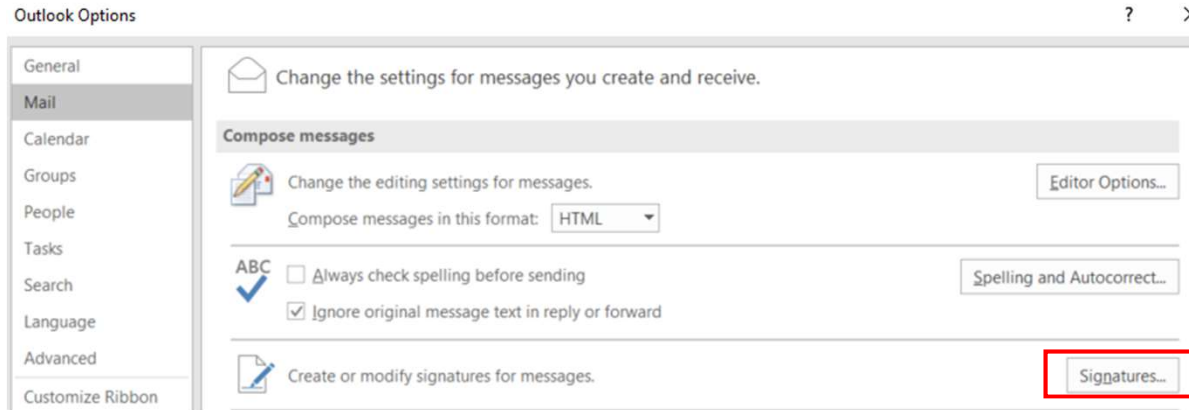 Outlook Options ?
General
Mail
Calendar
Groups
People
Tasks
Search
Language
Advanced
Customize Ribbon
Change the settings for messages you create and receive.
Compose messages
Change the editing settings for messages.
Editor Options...
Compose messages in this format: HTML
ABC
Always check spelling before sending
Spelling and Autocorrect...
Ignore original message text in reply or forward
Create or modify signatures for messages.
Signatures...